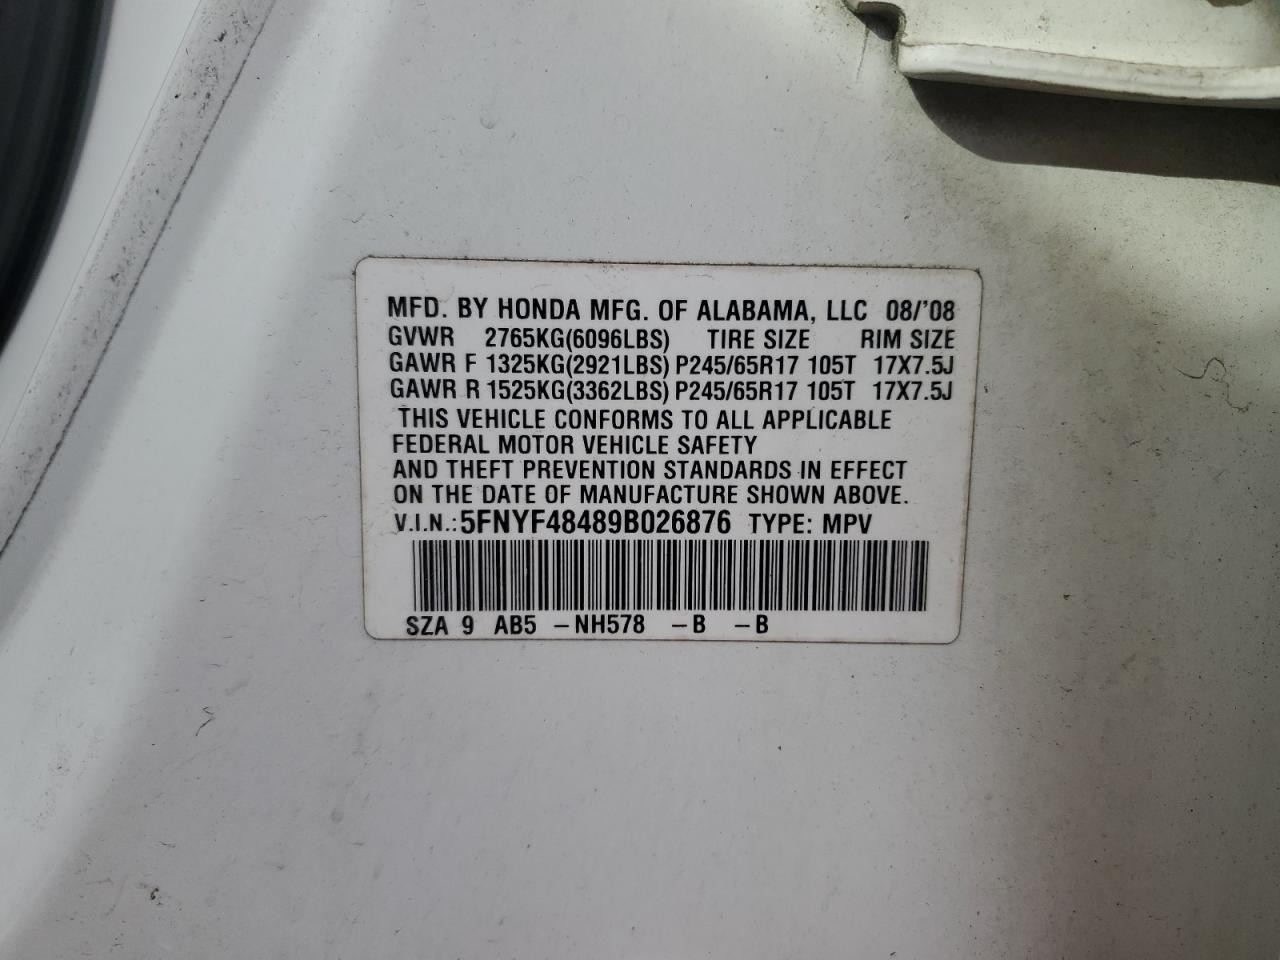 MFD. BY HONDA MFG. OF ALABAMA, LLC 08/'08
GVWR 2765KG(6096LBS) TIRE SIZE RIM SIZE
GAWR F 1325KG(2921LBS) P245/65R17 105T 17X7.5J
GAWR R 1525KG(3362LBS) P245/65R17 105T 17X7.5J
THIS VEHICLE CONFORMS TO ALL APPLICABLE
FEDERAL MOTOR VEHICLE SAFETY
AND THEFT PREVENTION STANDARDS IN EFFECT
ON THE DATE OF MANUFACTURE SHOWN ABOVE.
V.I.N.: 5FNYF48489B026876 TYPE: MPV
SZA 9 AB5 -NH578 -B -B